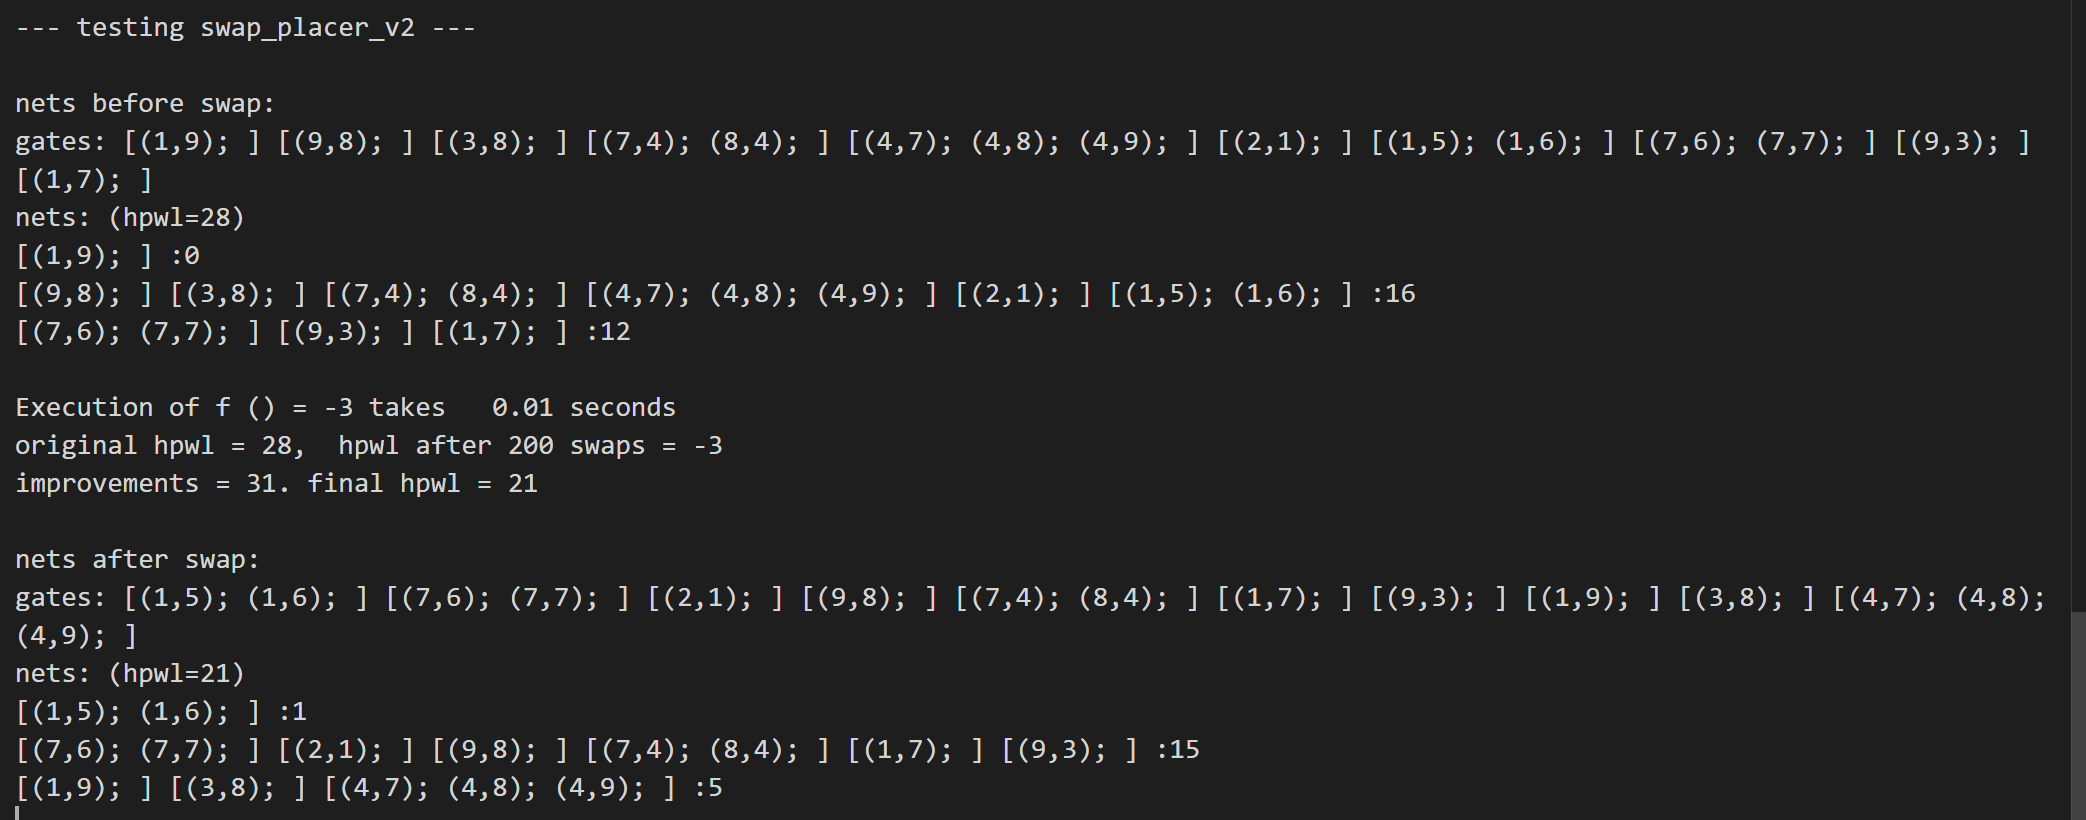 --- testing swap_placer_v2 ---
nets before swap:
gates: [(1,9); ] [(9,8); ] [(3,8); ] [(7,4); (8,4); ] [(4,7); (4,8); (4,9); ] [(2,1); ] [(1,5); (1,6); ] [(7,6); (7,7); ] [(9,3); ]
[(1,7); ]
nets: (hpwl=28)
[(1,9); ] :0
[(9,8); ] [(3,8); ] [(7,4); (8,4); ] [(4,7); (4,8); (4,9); ] [(2,1); ] [(1,5); (1,6); ] :16
[(7,6); (7,7); ] [(9,3); ] [(1,7); ] :12
Execution of f () = -3 takes   0.01 seconds
original hpwl = 28,  hpwl after 200 swaps = -3
improvements = 31. final hpwl = 21
nets after swap:
gates: [(1,5); (1,6); ] [(7,6); (7,7); ] [(2,1); ] [(9,8); ] [(7,4); (8,4); ] [(1,7); ] [(9,3); ] [(1,9); ] [(3,8); ] [(4,7); (4,8);
(4,9); ]
nets: (hpwl=21)
[(1,5); (1,6); ] :1
[(7,6); (7,7); ] [(2,1); ] [(9,8); ] [(7,4); (8,4); ] [(1,7); ] [(9,3); ] :15
[(1,9); ] [(3,8); ] [(4,7); (4,8); (4,9); ] :5